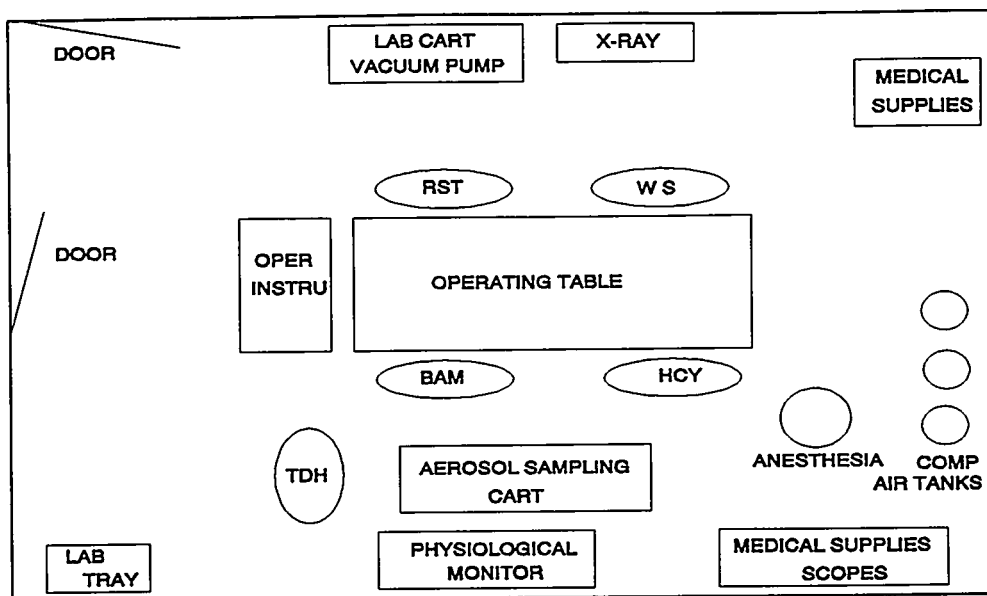 DOOR
LAB CART
VACUUM PUMP
X-RAY
MEDICAL
SUPPLIES
RST
W S
DOOR
OPER
INSTRU
OPERATING TABLE
BAM
HCY
TDH
AEROSOL SAMPLING
CART
ANESTHESIA
COMP
AIR TANKS
LAB
TRAY
PHYSIOLOGICAL
MONITOR
MEDICAL SUPPLIES
SCOPES